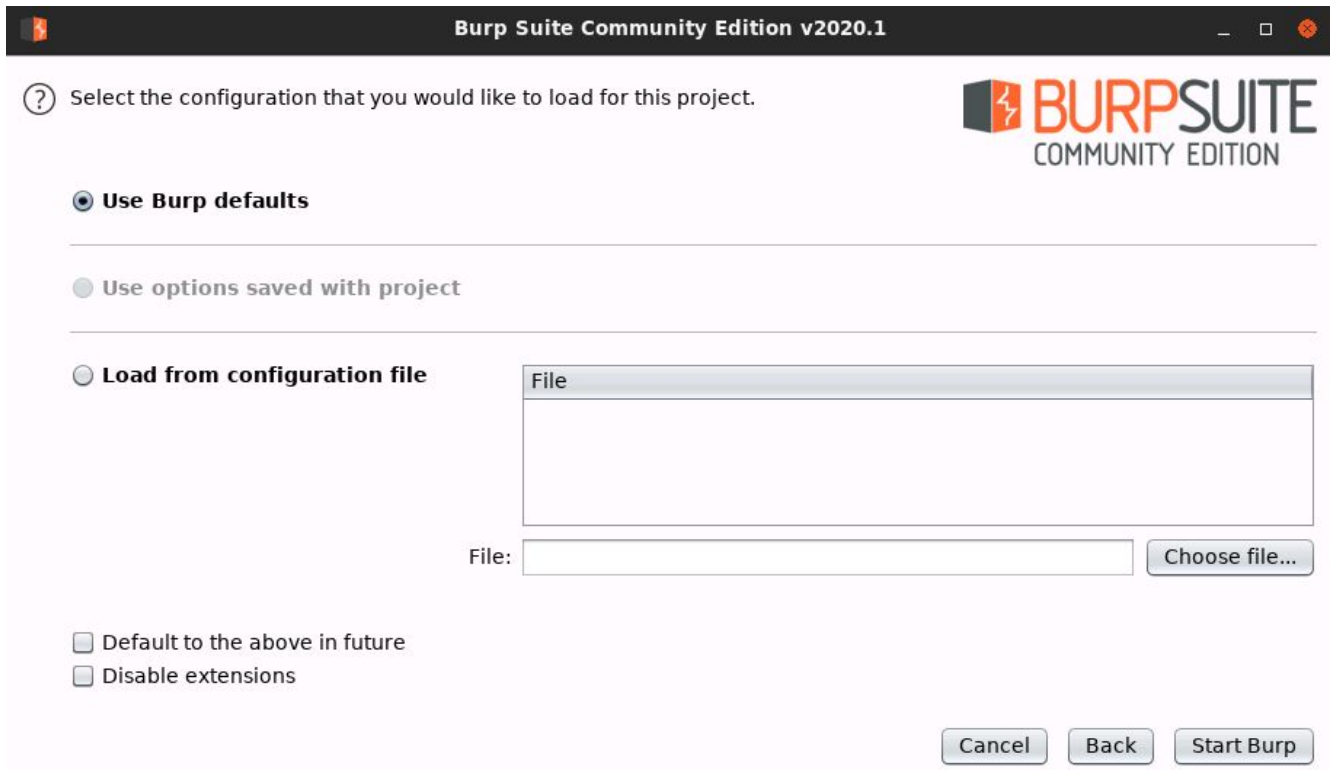 Burp Suite Community Edition v2020.1
? Select the configuration that you would like to load for this project.
BURPSUITE
COMMUNITY EDITION
Use Burp defaults
Use options saved with project
Load from configuration file
File
File:
Choose file...
Default to the above in future
Disable extensions
Cancel
Back
Start Burp